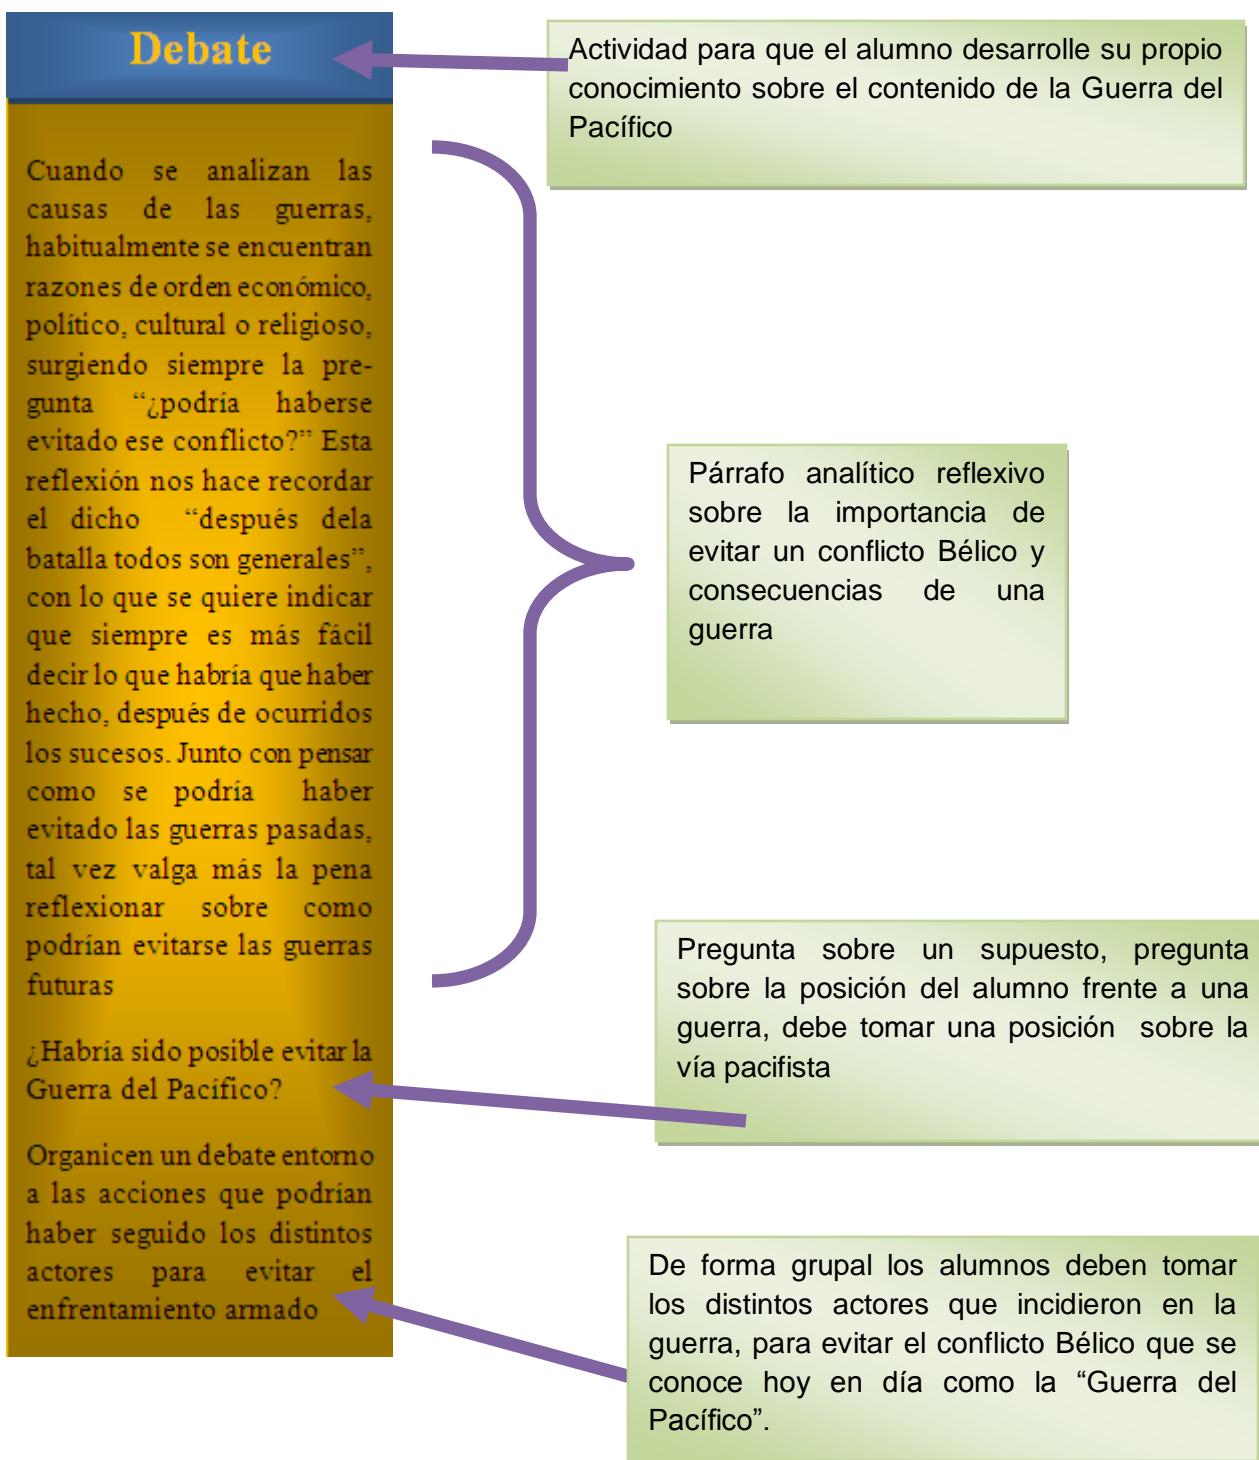 Debate
Cuando se analizan las
causas de las guerras,
habitualmente se encuentran
razones de orden económico,
político, cultural o religioso,
surgiendo siempre la pre-
gunta “¿podría haberse
evitado ese conflicto?” Esta
reflexión nos hace recordar
el dicho “después dela
batalla todos son generales”,
con lo que se quiere indicar
que siempre es más fácil
decir lo que habría que haber
hecho, después de ocurridos
los sucesos. Junto con pensar
como se podría haber
evitado las guerras pasadas,
tal vez valga más la pena
reflexionar sobre como
podrían evitarse las guerras
futuras
¿Habría sido posible evitar la
Guerra del Pacífico?
Organicen un debate entorno
a las acciones que podrían
haber seguido los distintos
actores para evitar el
enfrentamiento armado
Actividad para que el alumno desarrolle su propio
conocimiento sobre el contenido de la Guerra del
Pacífico
Párrafo analítico reflexivo
sobre la importancia de
evitar un conflicto Bélico y
consecuencias de una
guerra
Pregunta sobre un supuesto, pregunta
sobre la posición del alumno frente a una
guerra, debe tomar una posición sobre la
vía pacifista
De forma grupal los alumnos deben tomar
los distintos actores que incidieron en la
guerra, para evitar el conflicto Bélico que se
conoce hoy en día como la “Guerra del
Pacífico”.